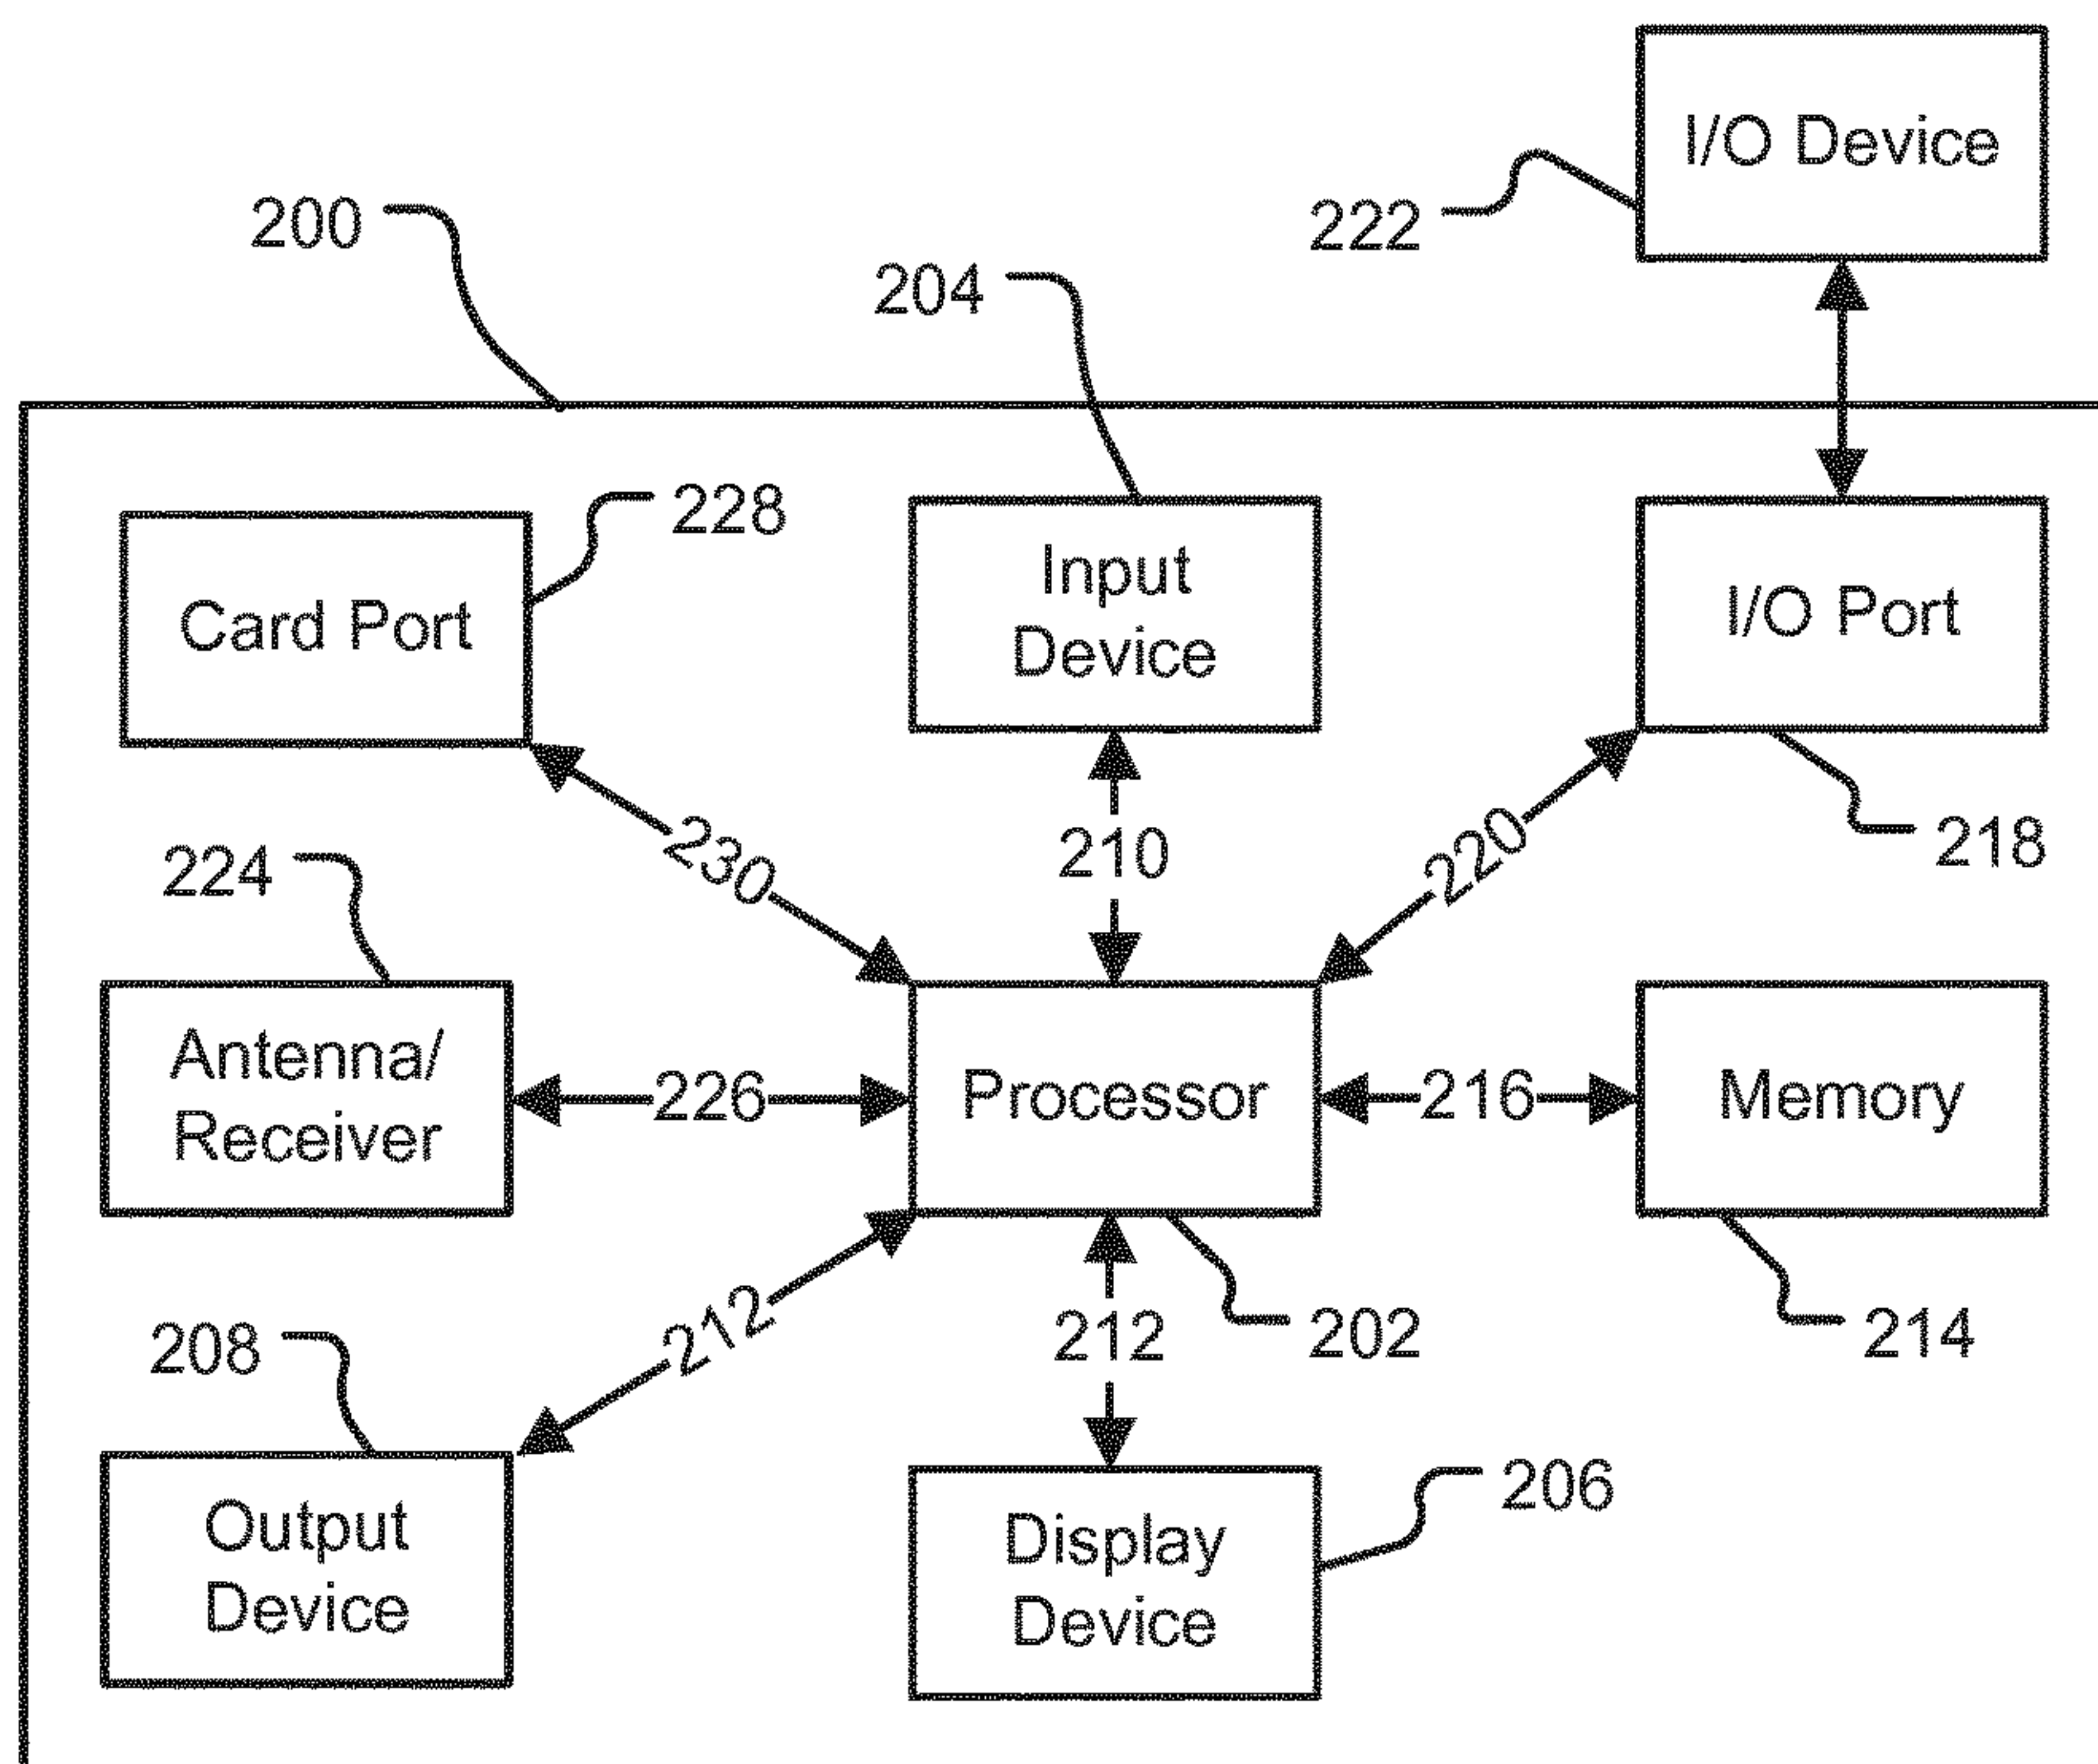 I/O Device
222
200
204
228
Card Port
Input
Device
I/O Port
230
210
220
218
224
Antenna/
Receiver
226
Processor
216
Memory
212
212
202
214
208
206
Output
Device
Display
Device